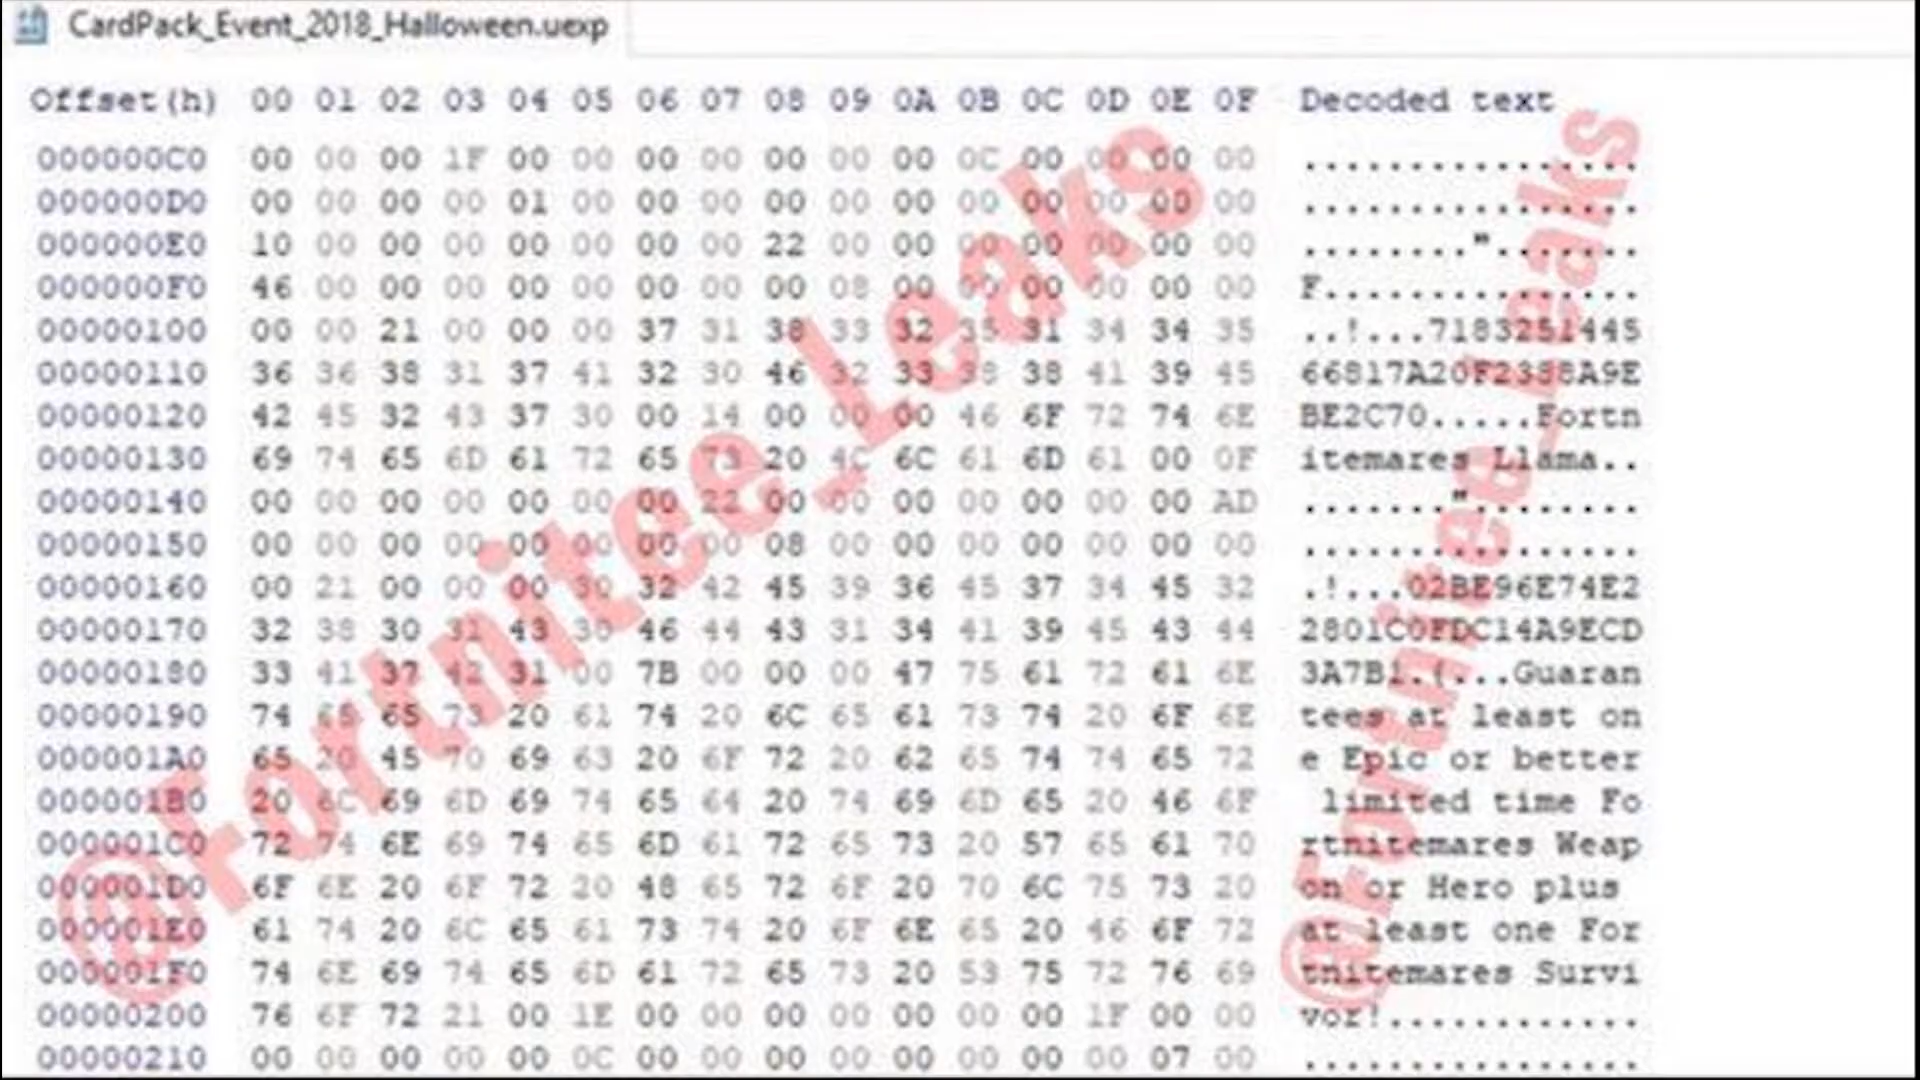 CardPack_Event_2018_Halloween.uexp
Offset(h) 00 01 02 03 04 05 06 07 08 09 0A 0B 0C 0D 0E 0F Decoded text
000000C0 00 00 00 1F 00 00 00 00 00 00 00 0C 00 00 00 00 ................
000000D0 00 00 00 00 01 00 00 00 00 00 00 00 00 00 00 00 ................
000000E0 10 00 00 00 00 00 00 00 22 00 00 00 00 00 00 00 ........".......
000000F0 46 00 00 00 00 00 00 00 00 08 00 00 00 00 00 00 F...............
00000100 00 00 21 00 00 00 37 31 38 33 32 35 31 34 34 35 ..!...7183251445
00000110 36 36 38 31 37 41 32 30 46 32 33 38 38 41 39 45 66817A20F2388A9E
00000120 42 45 32 43 37 30 00 14 00 00 00 46 6F 72 74 6E BE2C70.....Fortn
00000130 69 74 65 6D 61 72 65 73 20 4C 6C 61 6D 61 00 0F itemares Llama..
00000140 00 00 00 00 00 00 00 22 00 00 00 00 00 00 00 AD ......."........
00000150 00 00 00 00 00 00 00 00 08 00 00 00 00 00 00 00 ................
00000160 00 21 00 00 00 30 32 42 45 39 36 45 37 34 45 32 .!...02BE96E74E2
00000170 32 38 30 31 43 30 46 44 43 31 34 41 39 45 43 44 2801C0FDC14A9ECD
00000180 33 41 37 42 31 00 7B 00 00 00 47 75 61 72 61 6E 3A7B1.{...Guaran
00000190 74 65 65 73 20 61 74 20 6C 65 61 73 74 20 6F 6E tees at least on
000001A0 65 20 45 70 69 63 20 6F 72 20 62 65 74 74 65 72 e Epic or better
000001B0 20 6C 69 6D 69 74 65 64 20 74 69 6D 65 20 46 6F limited time Fo
000001C0 72 74 6E 69 74 65 6D 61 72 65 73 20 57 65 61 70 rtnitemares Weap
000001D0 6F 6E 20 6F 72 20 48 65 72 6F 20 70 6C 75 73 20 on or Hero plus
000001E0 61 74 20 6C 65 61 73 74 20 6F 6E 65 20 46 6F 72 at least one For
000001F0 74 6E 69 74 65 6D 61 72 65 73 20 53 75 72 76 69 tnitemares Survi
00000200 76 6F 72 21 00 1E 00 00 00 00 00 00 00 1F 00 00 vor!............
00000210 00 00 00 00 00 0C 00 00 00 00 00 00 00 00 07 00 ................
@Fortnitee_Leaks
@Fortnitee_Leaks